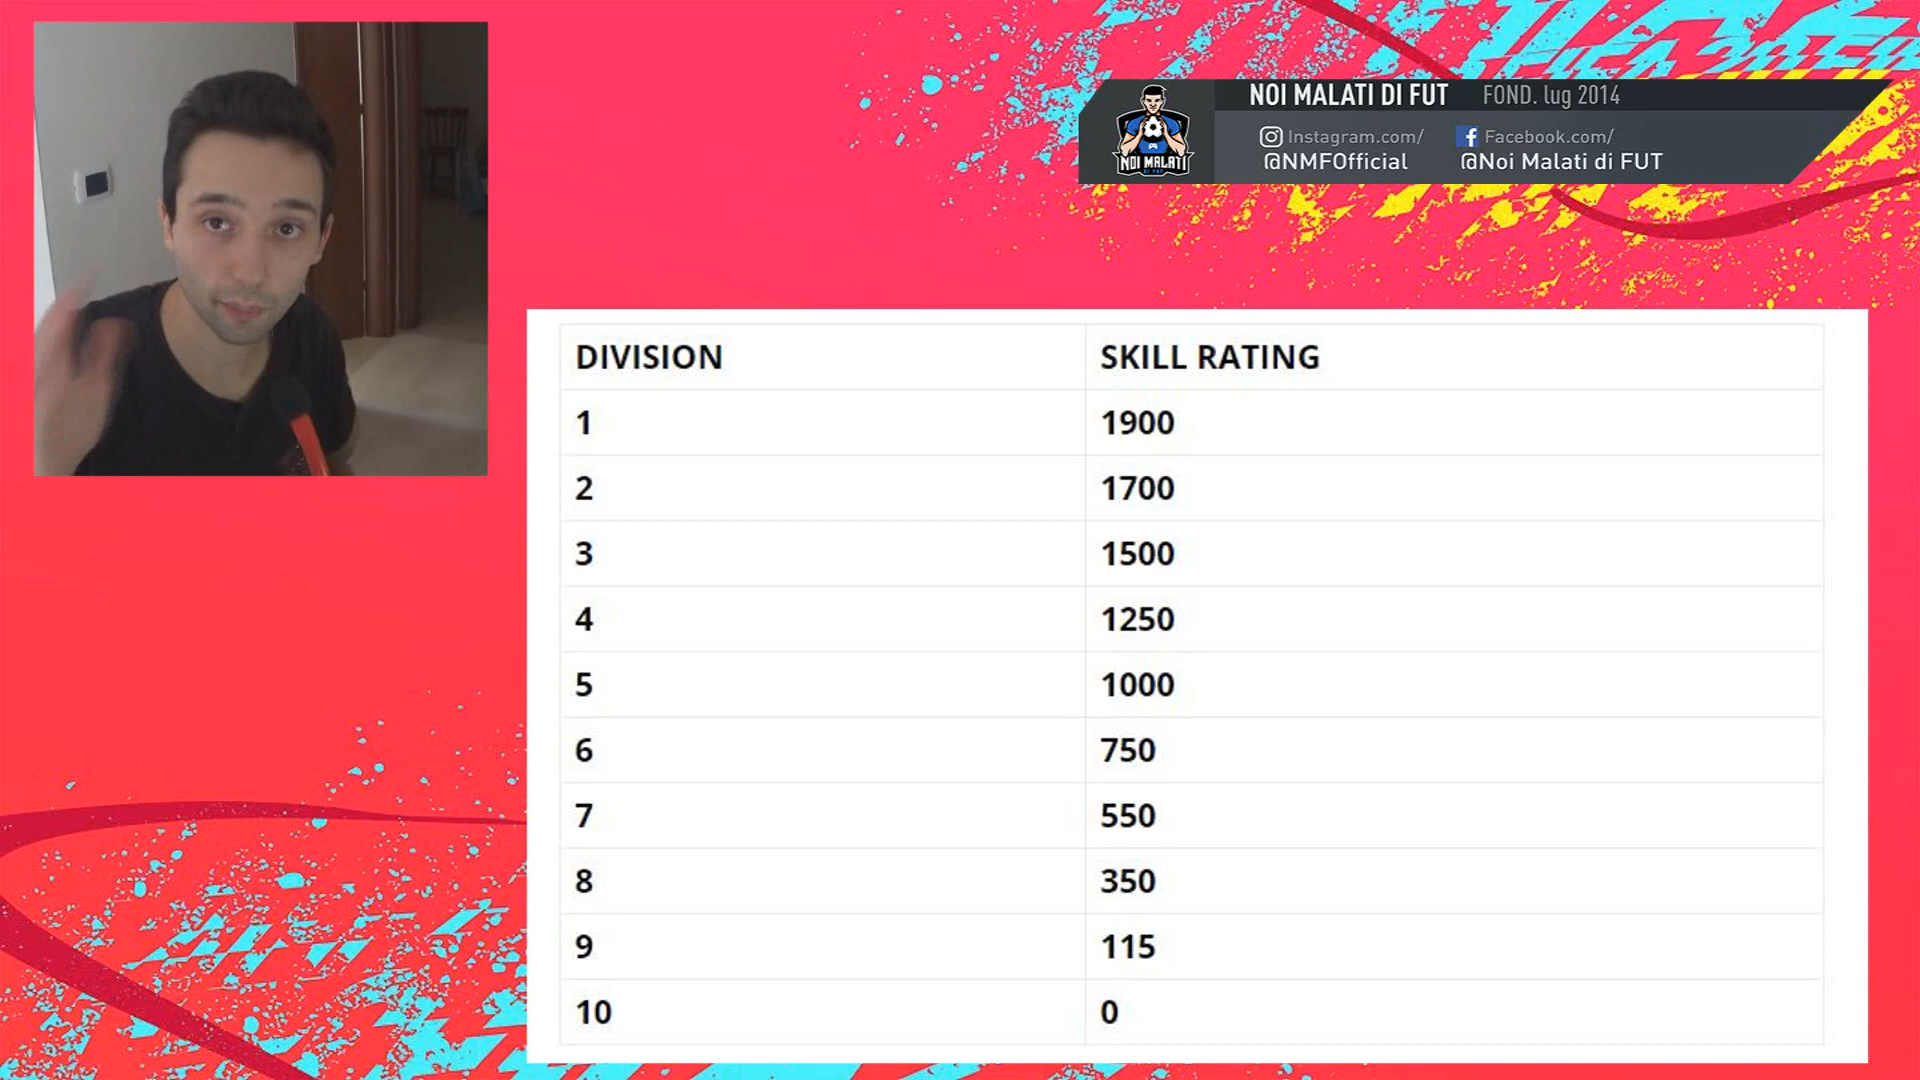 NOI MALATI DI FUT FOND. lug 2014
Instagram.com/ Facebook.com/
@NMFOfficial @Noi Malati di FUT
NOI MALATI
DI FUT
DIVISION SKILL RATING
1 1900
2 1700
3 1500
4 1250
5 1000
6 750
7 550
8 350
9 115
10 0